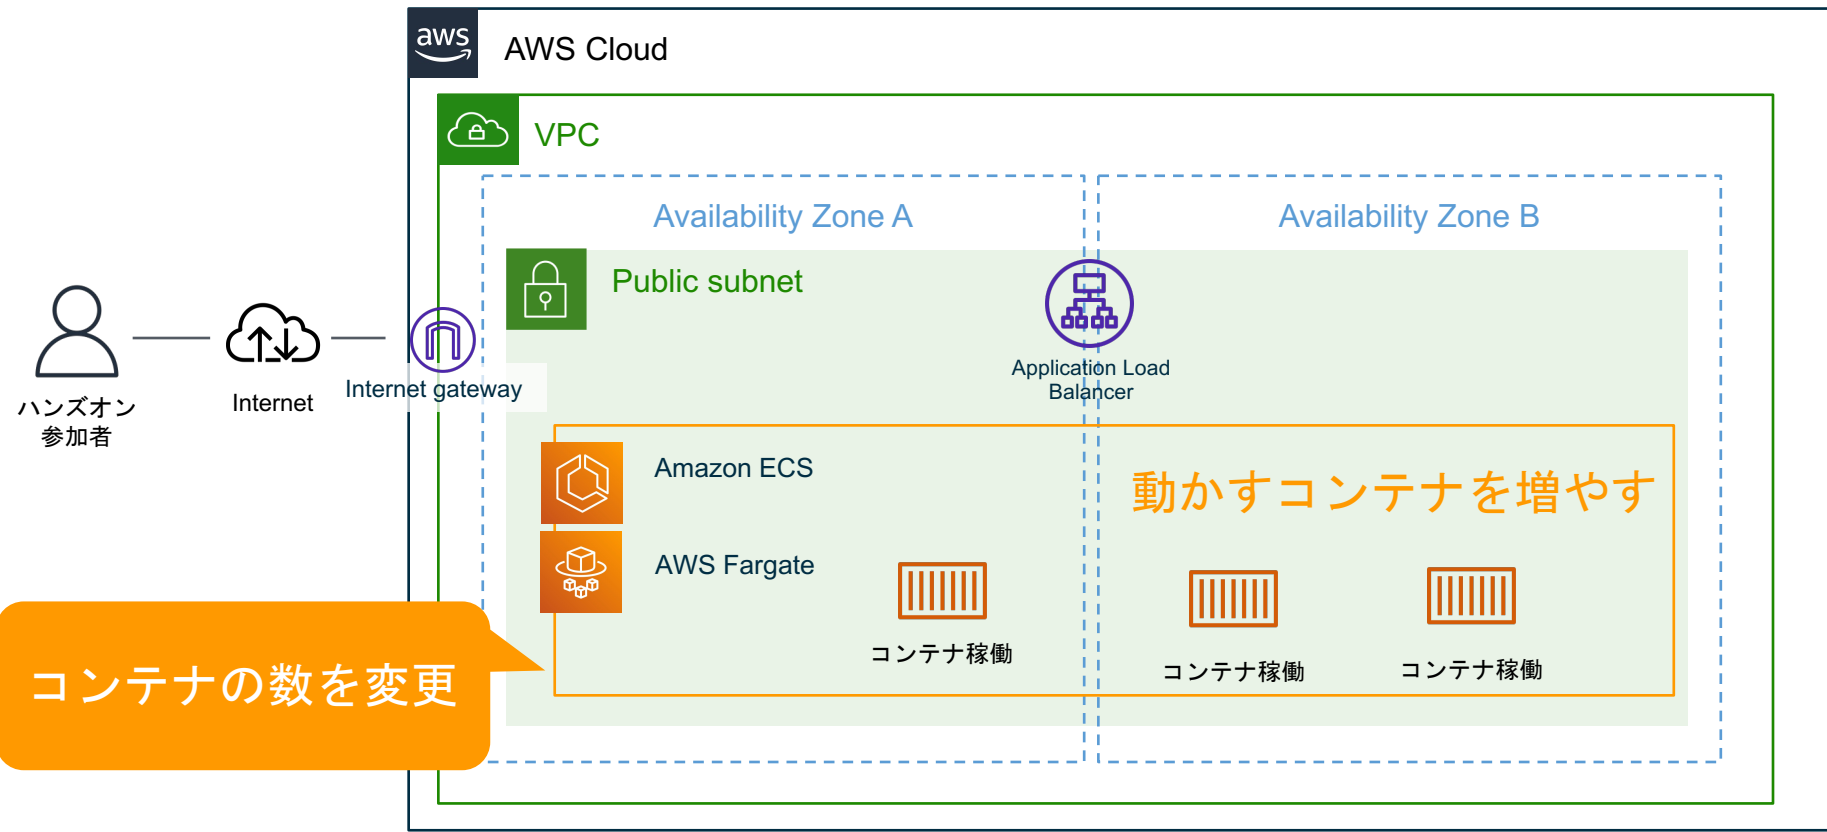 aws
AWS Cloud
VPC
Availability Zone A
Availability Zone B
Public subnet
Application Load
Balancer
ハンズオン
参加者
Internet
Internet gateway
Amazon ECS
動かすコンテナを増やす
AWS Fargate
コンテナ稼働
コンテナ稼働
コンテナ稼働
コンテナの数を変更